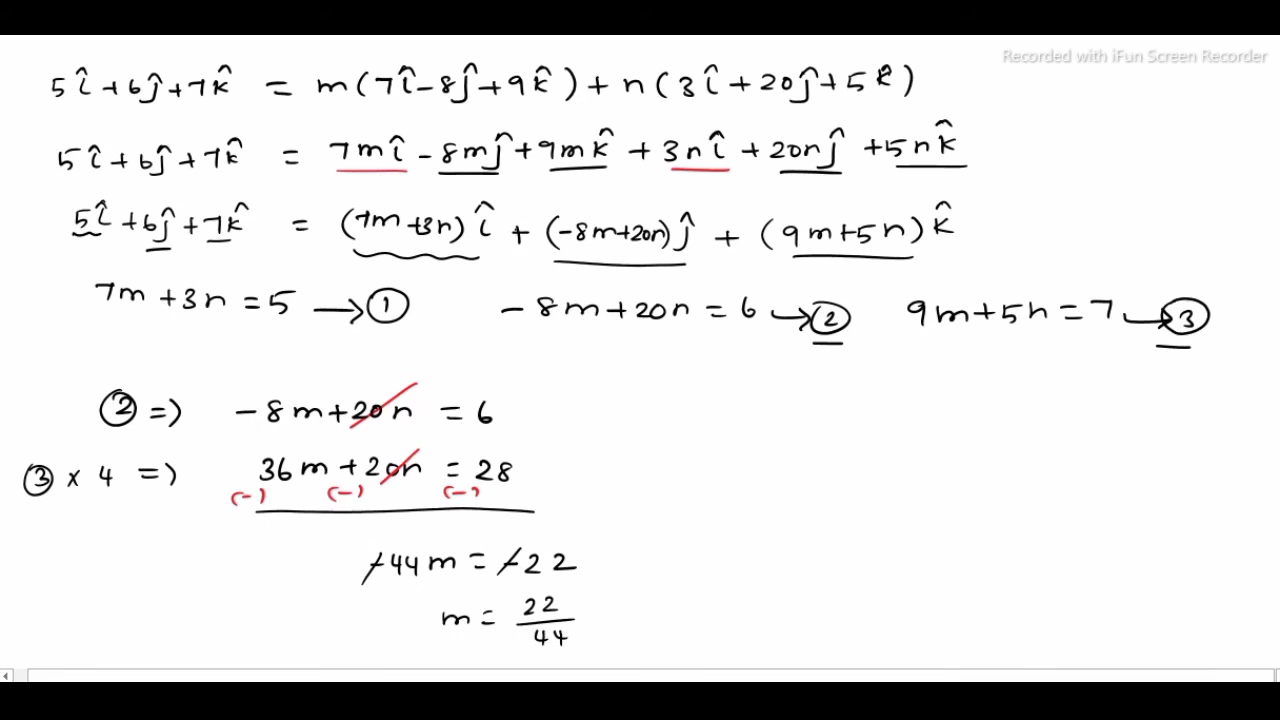 Recorded with iFun Screen Recorder
5î + 6ĵ + 7k̂ = m(7î - 8ĵ + 9k̂) + n(3î + 20ĵ + 5k̂)
5î + 6ĵ + 7k̂ = 7mî - 8mĵ + 9mk̂ + 3nî + 20nĵ + 5nk̂
5î + 6ĵ + 7k̂ = (7m+3n)î + (-8m+20n)ĵ + (9m+5n)k̂
7m + 3n = 5 → ① - 8m + 20n = 6 → ② 9m + 5n = 7 → ③
② ⇒ - 8m + 20n = 6
③ × 4 ⇒ 36m + 20n = 28
(-) (-) (-)
-44m = -22
m = 22/44